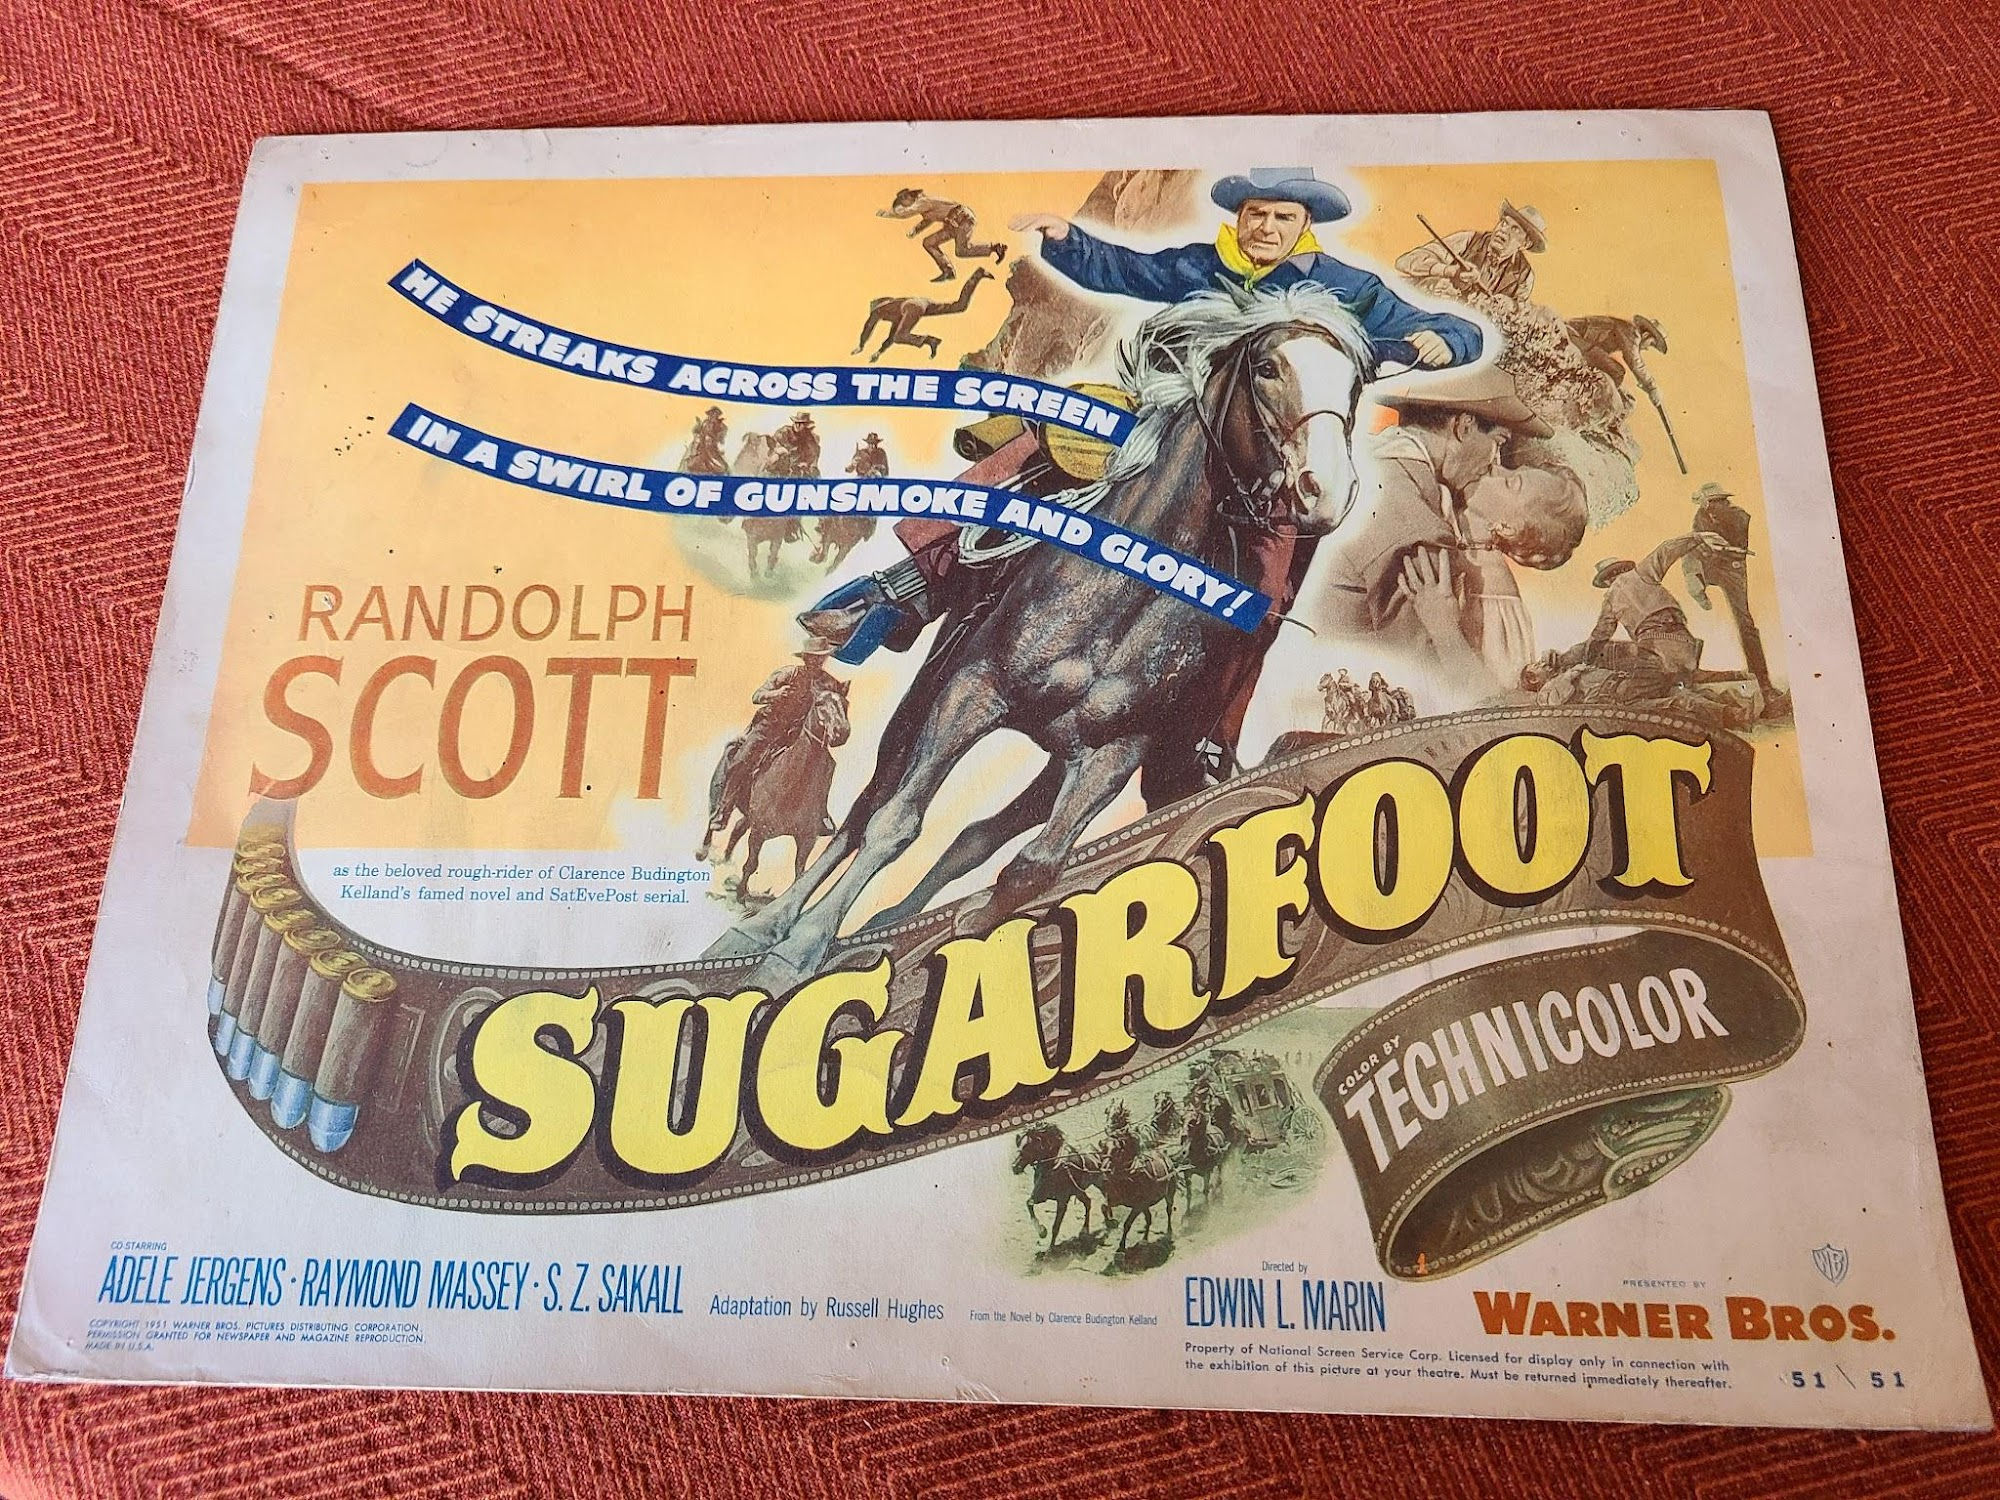 HE STREAKS ACROSS THE SCREEN
IN A SWIRL OF GUNSMOKE AND GLORY!
RANDOLPH
SCOTT
as the beloved rough-rider of Clarence Budington
Kelland's famed novel and SatEvePost serial.
SUGARFOOT
COLOR BY
TECHNICOLOR
CO-STARRING
ADELE JERGENS · RAYMOND MASSEY · S. Z. SAKALL
Adaptation by Russell Hughes
From the Novel by Clarence Budington Kelland
Directed by
EDWIN L. MARIN
WB
PRESENTED BY
WARNER BROS.
COPYRIGHT 1951 WARNER BROS. PICTURES DISTRIBUTING CORPORATION.
PERMISSION GRANTED FOR NEWSPAPER AND MAGAZINE REPRODUCTION.
MADE IN U.S.A.
Property of National Screen Service Corp. Licensed for display only in connection with
the exhibition of this picture at your theatre. Must be returned immediately thereafter.
51 \ 51